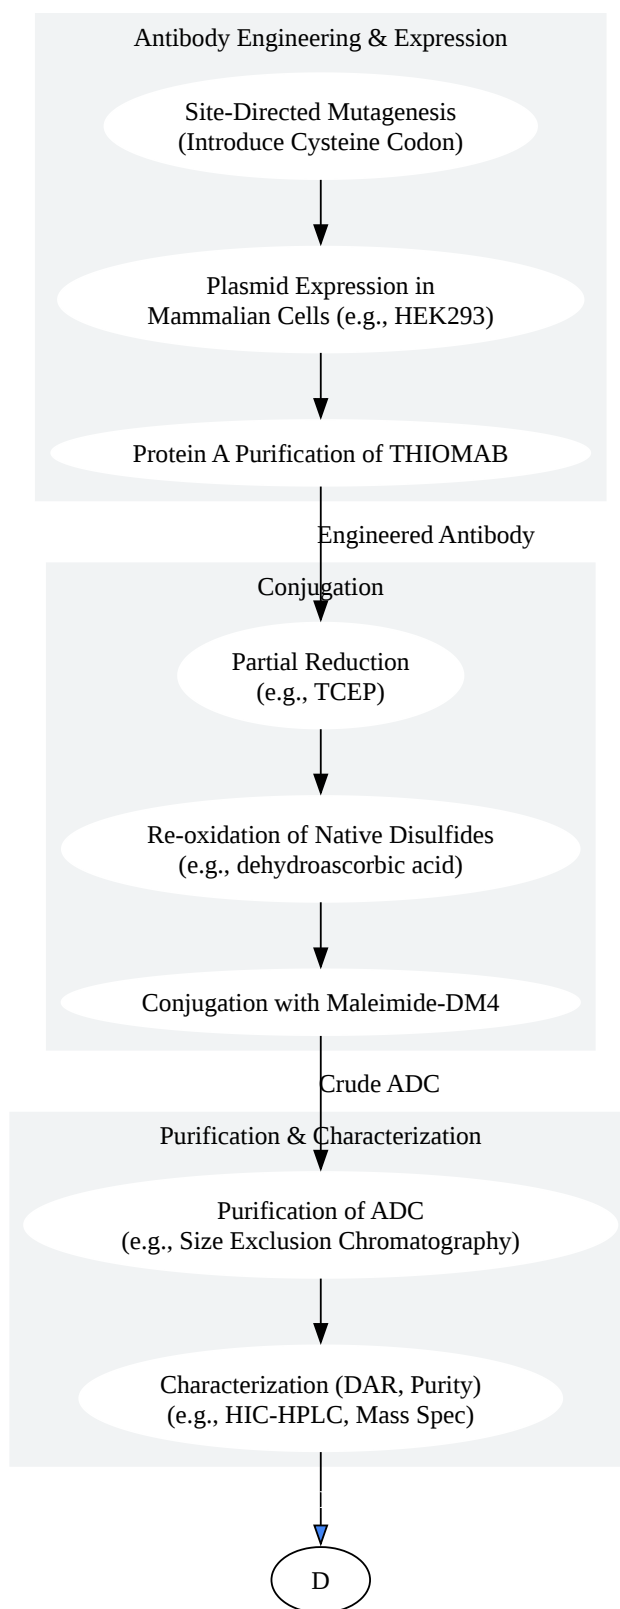 Antibody Engineering & Expression
Site-Directed Mutagenesis
(Introduce Cysteine Codon)
Plasmid Expression in
Mammalian Cells (e.g., HEK293)
Protein A Purification of THIOMAB
Engineered Antibody
Conjugation
Partial Reduction
(e.g., TCEP)
Re-oxidation of Native Disulfides
(e.g., dehydroascorbic acid)
Conjugation with Maleimide-DM4
Crude ADC
Purification & Characterization
Purification of ADC
(e.g., Size Exclusion Chromatography)
Characterization (DAR, Purity)
(e.g., HIC-HPLC, Mass Spec)
D